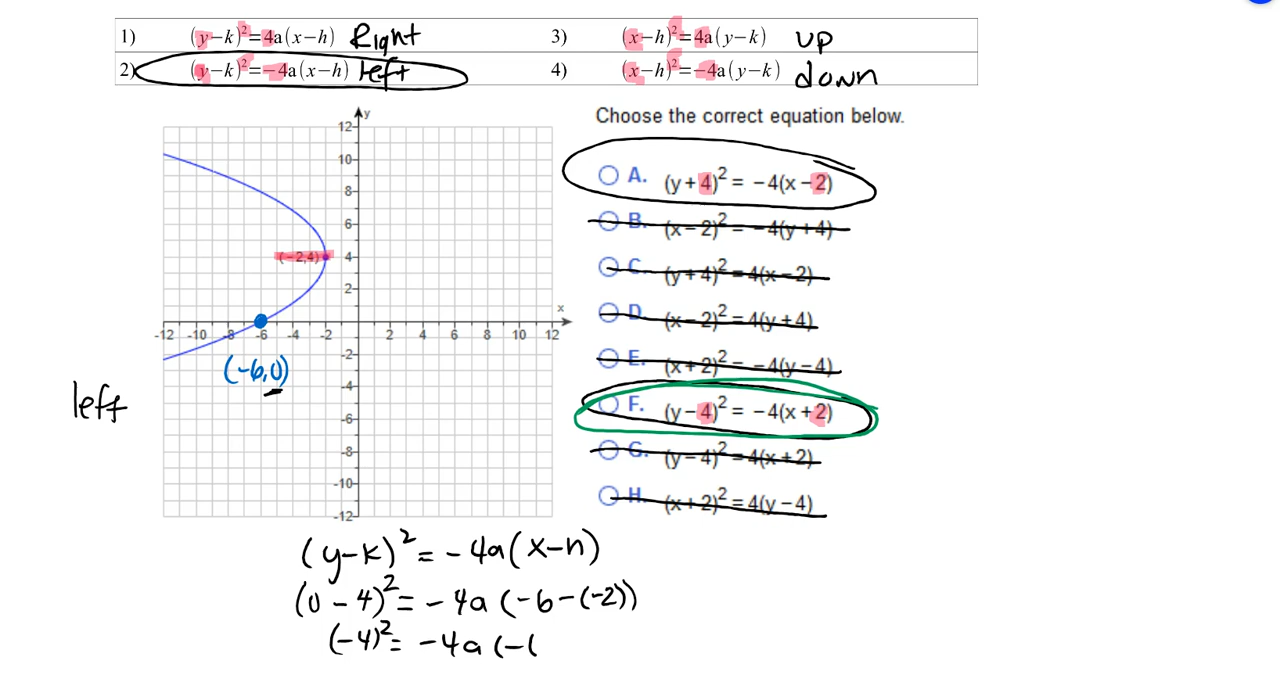 1) (y−k)²=4a(x−h) Right 3) (x−h)²=4a(y−k) up
2) (y−k)²=−4a(x−h) left 4) (x−h)²=−4a(y−k) down
Choose the correct equation below.
A. (y+4)² = −4(x−2)
B. (x−2)² = −4(y+4)
C. (y+4)² = 4(x−2)
D. (x−2)² = 4(y+4)
E. (x+2)² = −4(y−4)
F. (y−4)² = −4(x+2)
G. (y−4)² = 4(x+2)
H. (x+2)² = 4(y−4)
y
12
10
8
6
4
2
(−2,4)
x
-12 -10 -8 -6 -4 -2 2 4 6 8 10 12
-2
-4
-6
-8
-10
-12
(-6,0)
left
(y-k)² = -4a(x-h)
(0-4)² = -4a(-6-(-2))
(-4)² = -4a(-(